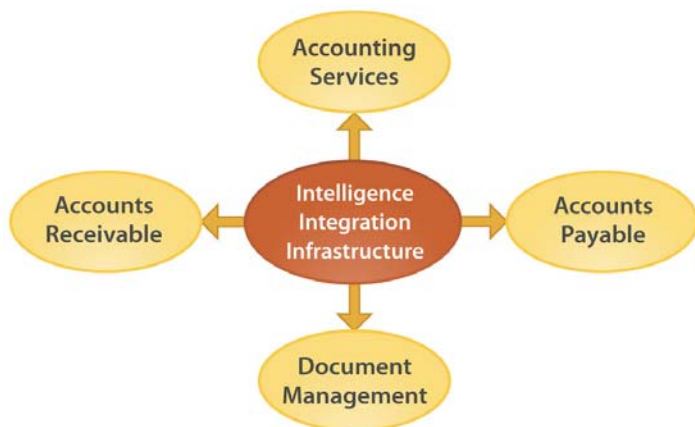 Accounting
Services
Accounts
Receivable
Intelligence
Integration
Infrastructure
Accounts
Payable
Document
Management